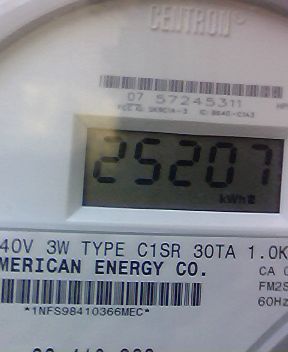 CENTRON®
07 57245311
25207
kWh
40V 3W TYPE C1SR 30TA 1.0K
MERICAN ENERGY CO.
CA 0
FM2S
60Hz
*1NFS98410366MEC*